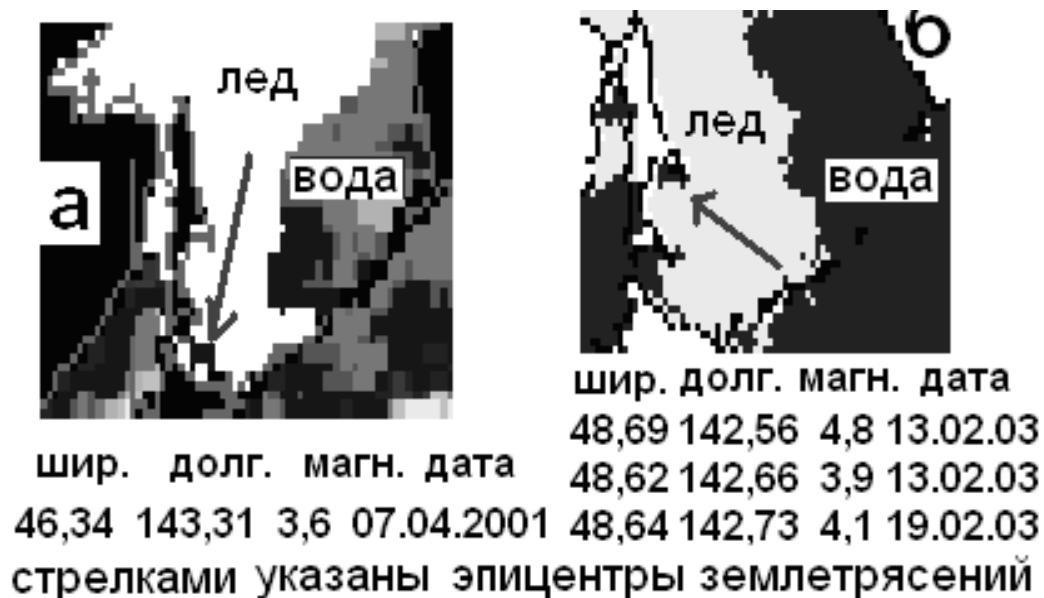 а
лед
вода
шир. долг. магн. дата
46,34 143,31 3,6 07.04.2001
б
лед
вода
шир. долг. магн. дата
48,69 142,56 4,8 13.02.03
48,62 142,66 3,9 13.02.03
48,64 142,73 4,1 19.02.03
стрелками указаны эпицентры землетрясений